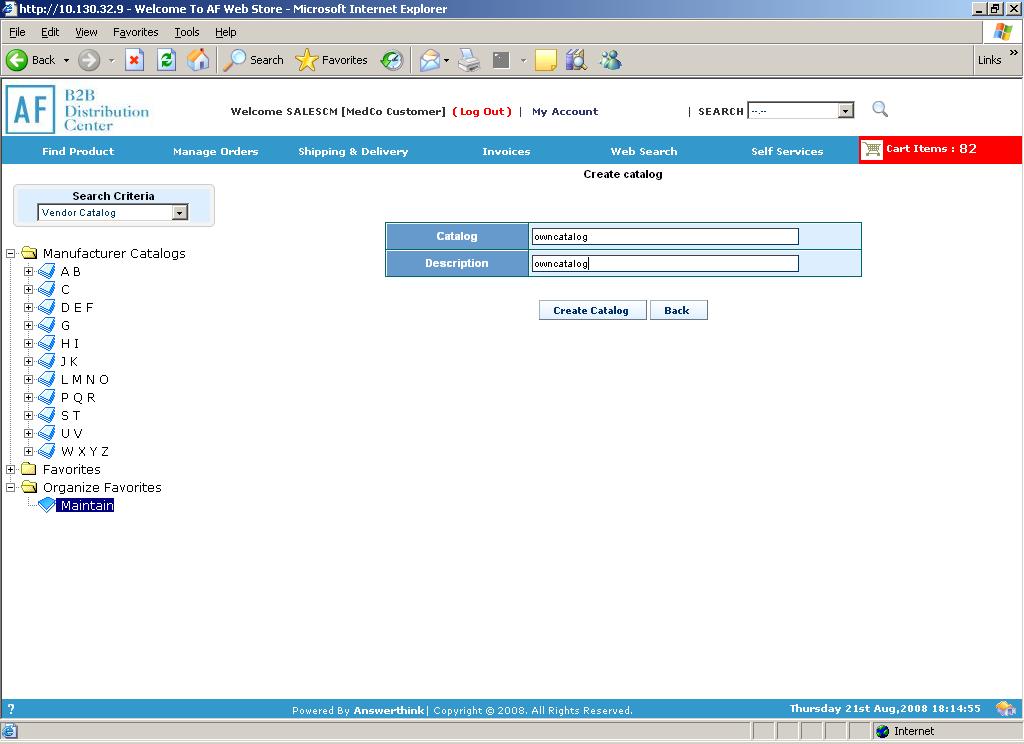 http://10.130.32.9 - Welcome To AF Web Store - Microsoft Internet Explorer
File Edit View Favorites Tools Help
Back Search Favorites Links »
AF B2B
Distribution
Center
Welcome SALESCM [MedCo Customer] ( Log Out ) | My Account | SEARCH --.--
Find Product Manage Orders Shipping & Delivery Invoices Web Search Self Services Cart Items : 82
Create catalog
Search Criteria
Vendor Catalog
Catalog owncatalog
Description owncatalog
Create Catalog Back
Manufacturer Catalogs
A B
C
D E F
G
H I
J K
L M N O
P Q R
S T
U V
W X Y Z
Favorites
Organize Favorites
Maintain
? Powered By Answerthink | Copyright © 2008. All Rights Reserved. Thursday 21st Aug,2008 18:14:55
Internet